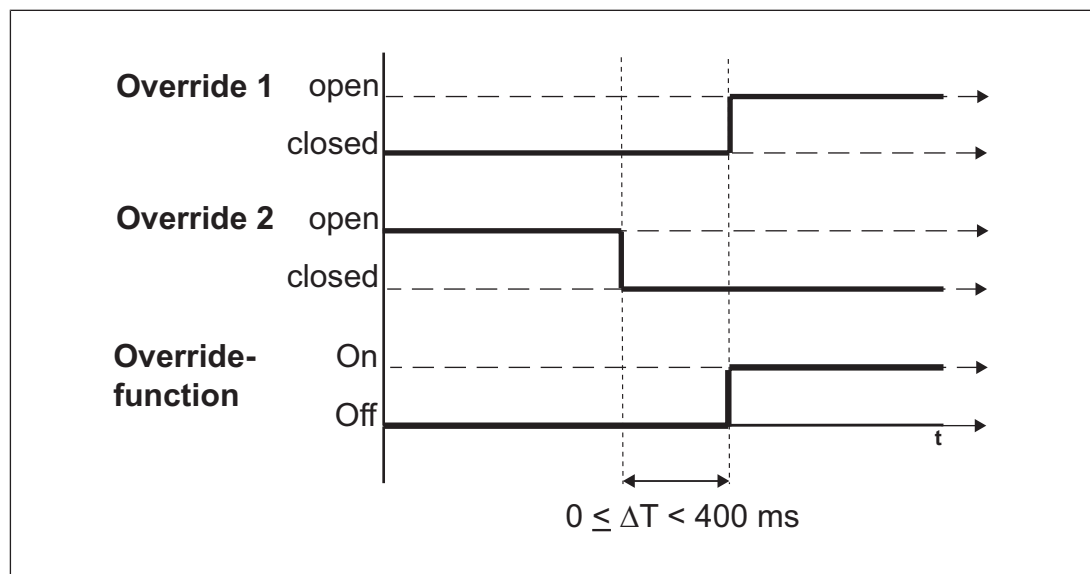 Override 1 open
closed
Override 2 open
closed
Override- On
function
Off
t
0 ≤ ΔT < 400 ms